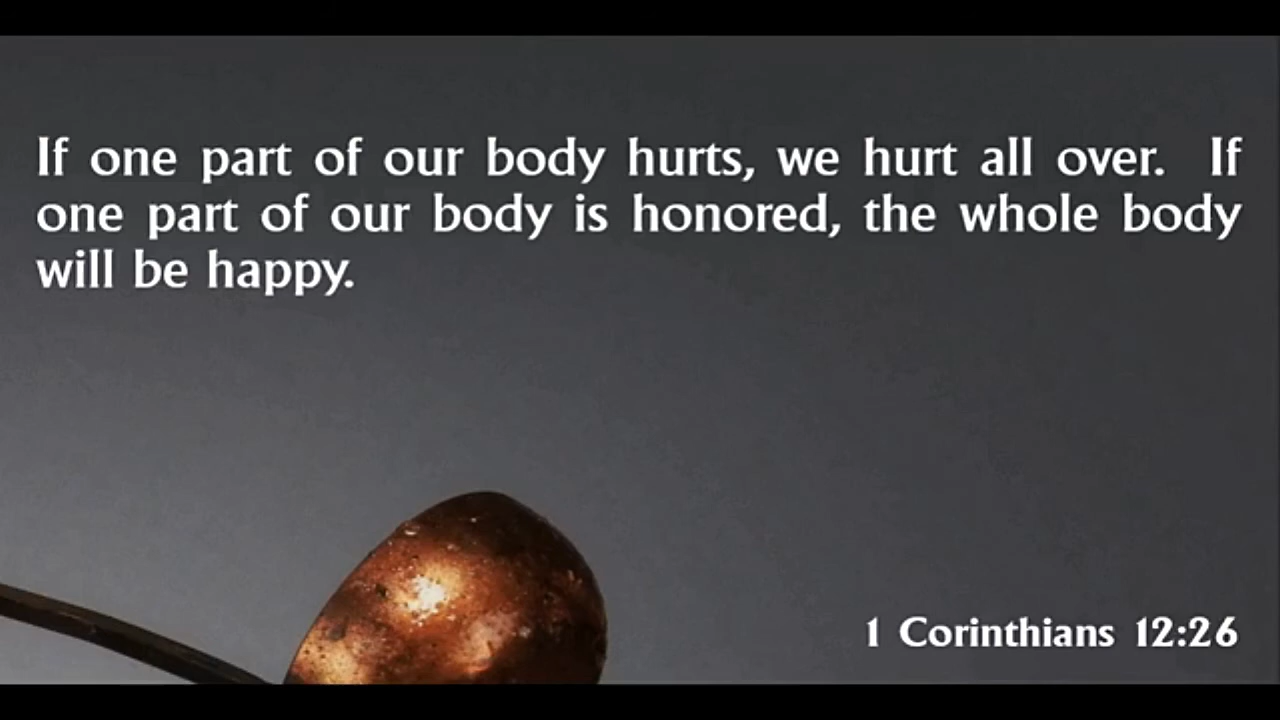 If one part of our body hurts, we hurt all over. If
one part of our body is honored, the whole body
will be happy.
1 Corinthians 12:26